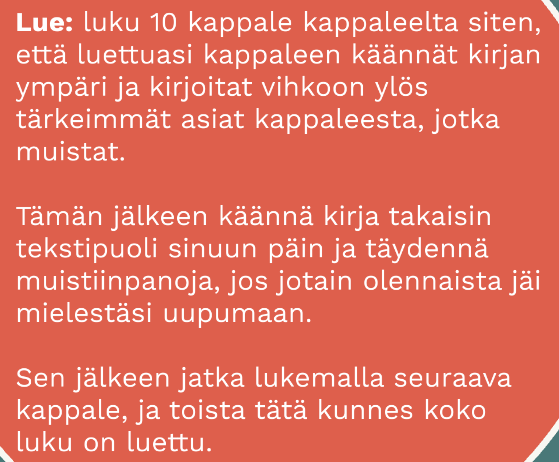 Lue: luku 10 kappale kappaleelta siten,
että luettuasi kappaleen käännät kirjan
ympäri ja kirjoitat vihkoon ylös
tärkeimmät asiat kappaleesta, jotka
muistat.
Tämän jälkeen käännä kirja takaisin
tekstipuoli sinuun päin ja täydennä
muistiinpanoja, jos jotain olennaista jäi
mielestäsi uupumaan.
Sen jälkeen jatka lukemalla seuraava
kappale, ja toista tätä kunnes koko
luku on luettu.